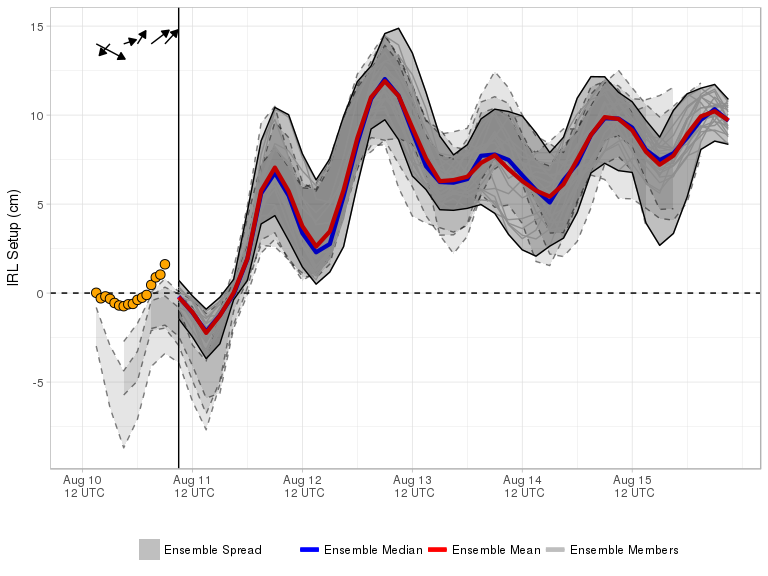 15
10
5
0
-5
IRL Setup (cm)
Aug 10
12 UTC
Aug 11
12 UTC
Aug 12
12 UTC
Aug 13
12 UTC
Aug 14
12 UTC
Aug 15
12 UTC
Ensemble Spread
Ensemble Median
Ensemble Mean
Ensemble Members